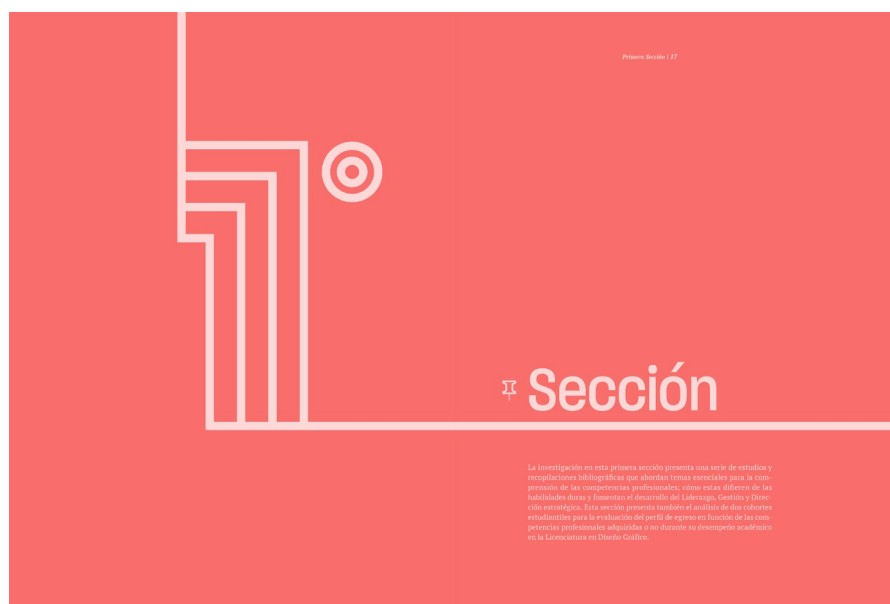 Primera Sección | 17
1°
Sección
La investigación en esta primera sección presenta una serie de estudios y
recopilaciones bibliográficas que abordan temas esenciales para la com-
prensión de las competencias profesionales; cómo estas difieren de las
habilidades duras y fomentan el desarrollo del Liderazgo, Gestión y Direc-
ción estratégica. Esta sección presenta también el análisis de dos cohortes
estudiantiles para la evaluación del perfil de egreso en función de las com-
petencias profesionales adquiridas o no durante su desempeño académico
en la Licenciatura en Diseño Gráfico.